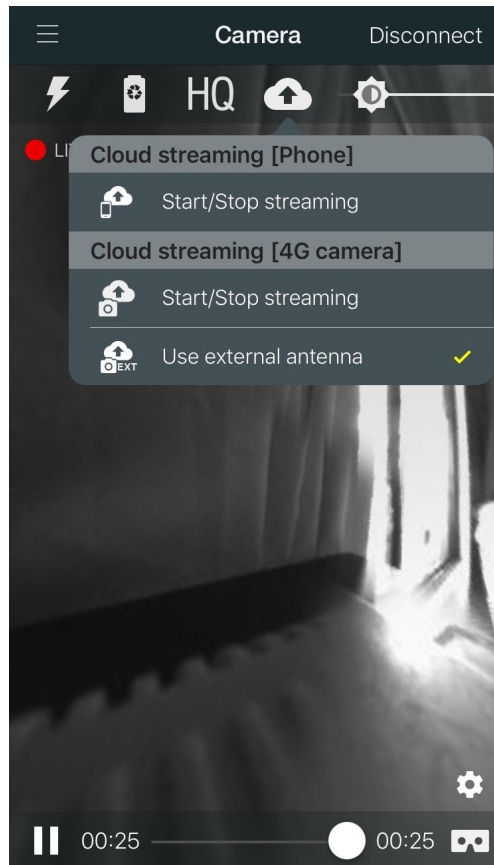 Camera Disconnect
HQ
Cloud streaming [Phone]
Start/Stop streaming
Cloud streaming [4G camera]
Start/Stop streaming
EXT Use external antenna
00:25 00:25